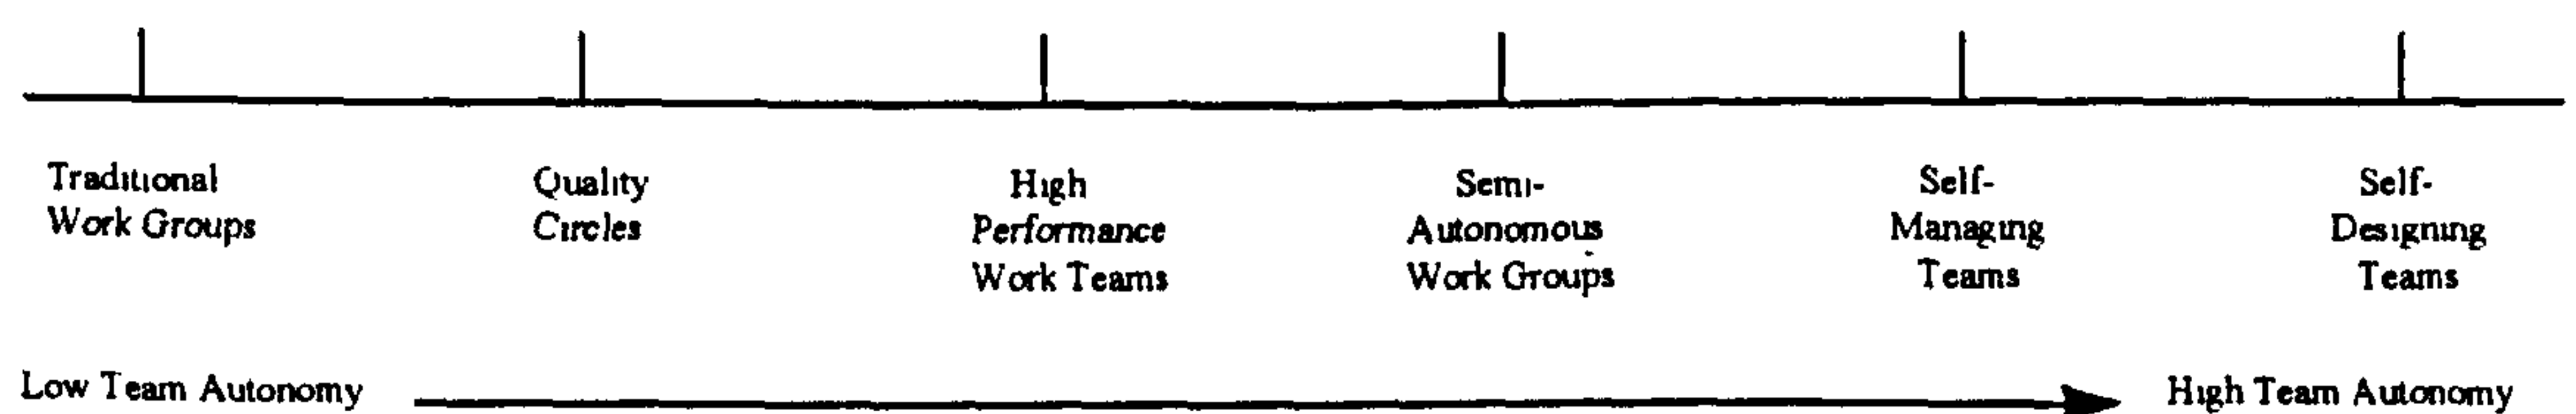 Traditional
Work Groups
Quality
Circles
High
Performance
Work Teams
Semi-
Autonomous
Work Groups
Self-
Managing
Teams
Self-
Designing
Teams
Low Team Autonomy
High Team Autonomy